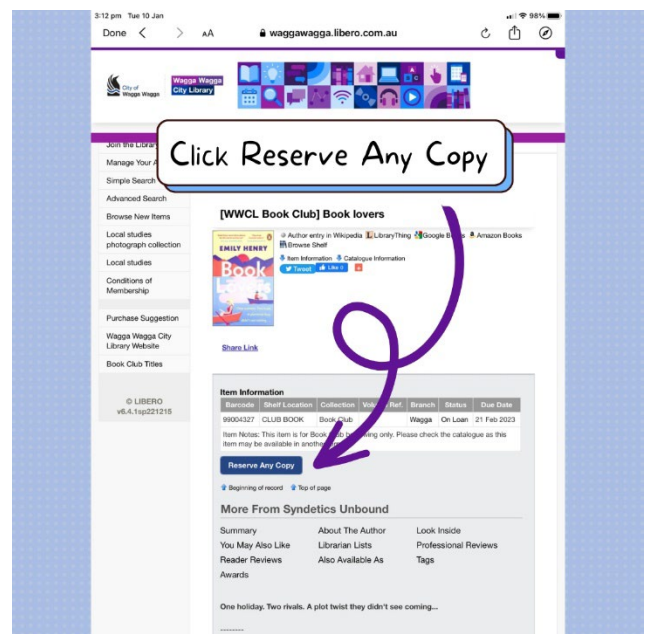 3:12 pm Tue 10 Jan 98%
Done AA waggawagga.libero.com.au
City of
Wagga Wagga
Wagga Wagga
City Library
Click Reserve Any Copy
Join the Library
Manage Your A
Simple Search
Advanced Search
Browse New Items
Local studies
photograph collection
Local studies
Conditions of
Membership
Purchase Suggestion
Wagga Wagga City
Library Website
Book Club Titles
© LIBERO
v6.4.1sp221215
[WWCL Book Club] Book lovers
Author entry in Wikipedia LibraryThing Google Books Amazon Books
Browse Shelf
Item Information Catalogue Information
Tweet Like 0
EMILY HENRY
Book
Lovers
Share Link
Item Information
Barcode Shelf Location Collection Ref. Branch Status Due Date
99004327 CLUB BOOK Book Club Wagga On Loan 21 Feb 2023
Item Notes: This item is for Book Club only. Please check the catalogue as this
item may be available in
Reserve Any Copy
Beginning of record Top of page
More From Syndetics Unbound
Summary About The Author Look Inside
You May Also Like Librarian Lists Professional Reviews
Reader Reviews Also Available As Tags
Awards
One holiday. Two rivals. A plot twist they didn't see coming...
--------